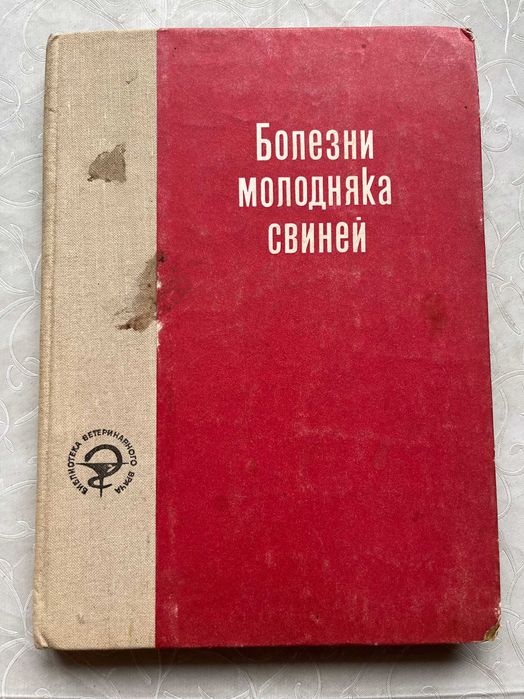 Болезни
молодняка
свиней
БИБЛИОТЕКА ВЕТЕРИНАРНОГО ВРАЧА